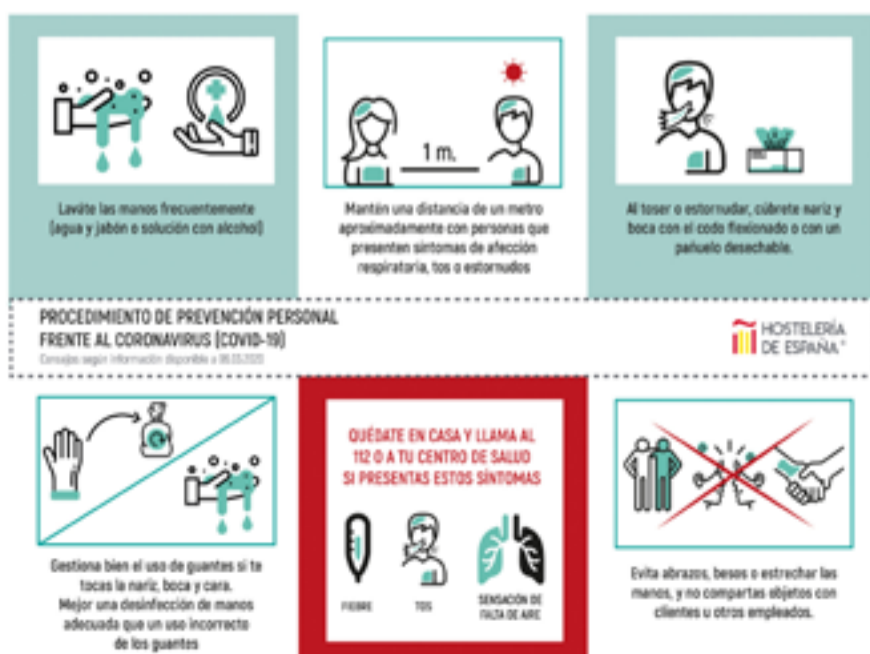 1 m.
Laváte las manos frecuentemente
(agua y jabón o solución con alcohol)
Mantén una distancia de un metro
aproximadamente con personas que
presenten síntomas de afección
respiratoria, tos o estornudos
Al toser o estornudar, cúbrete nariz y
boca con el codo flexionado o con un
pañuelo desechable.
PROCEDIMIENTO DE PREVENCIÓN PERSONAL
FRENTE AL CORONAVIRUS (COVID-19)
Consejos según información disponible a
HOSTELERÍA
DE ESPAÑA
Gestiona bien el uso de guantes si te
tocas la nariz, boca y cara.
Mejor una desinfección de manos
adecuada que un uso incorrecto
de los guantes
QUÉDATE EN CASA Y LLAMA AL
112 O A TU CENTRO DE SALUD
SI PRESENTAS ESTOS SÍNTOMAS
FIEBRE
TOS
SENSACIÓN DE
FALTA DE AIRE
Evita abrazos, besos o estrechar las
manos, y no compartas objetos con
clientes u otros empleados.